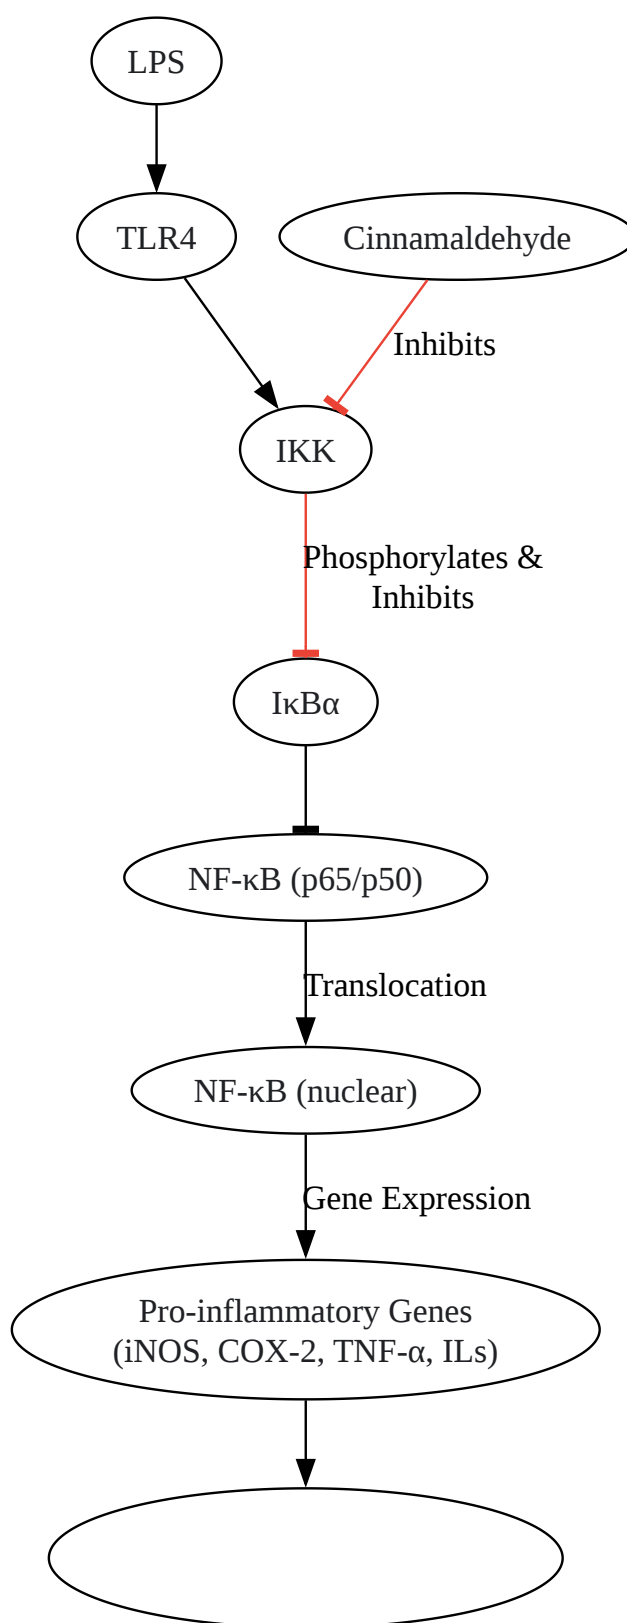 LPS
TLR4
Cinnamaldehyde
Inhibits
IKK
Phosphorylates &
Inhibits
IκBα
NF-κB (p65/p50)
Translocation
NF-κB (nuclear)
Gene Expression
Pro-inflammatory Genes
(iNOS, COX-2, TNF-α, ILs)